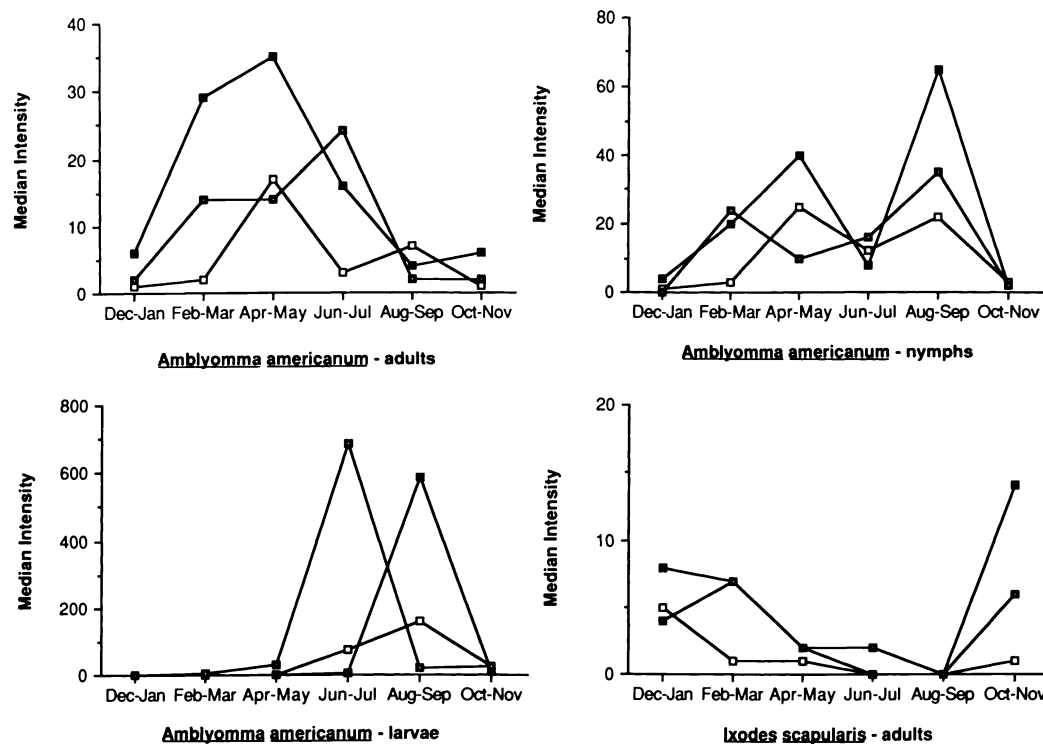 40
30
20
10
0
Median Intensity
Dec-Jan Feb-Mar Apr-May Jun-Jul Aug-Sep Oct-Nov
Amblyomma americanum - adults
80
60
40
20
0
Median Intensity
Dec-Jan Feb-Mar Apr-May Jun-Jul Aug-Sep Oct-Nov
Amblyomma americanum - nymphs
800
600
400
200
0
Median Intensity
Dec-Jan Feb-Mar Apr-May Jun-Jul Aug-Sep Oct-Nov
Amblyomma americanum - larvae
20
10
0
Median Intensity
Dec-Jan Feb-Mar Apr-May Jun-Jul Aug-Sep Oct-Nov
Ixodes scapularis - adults